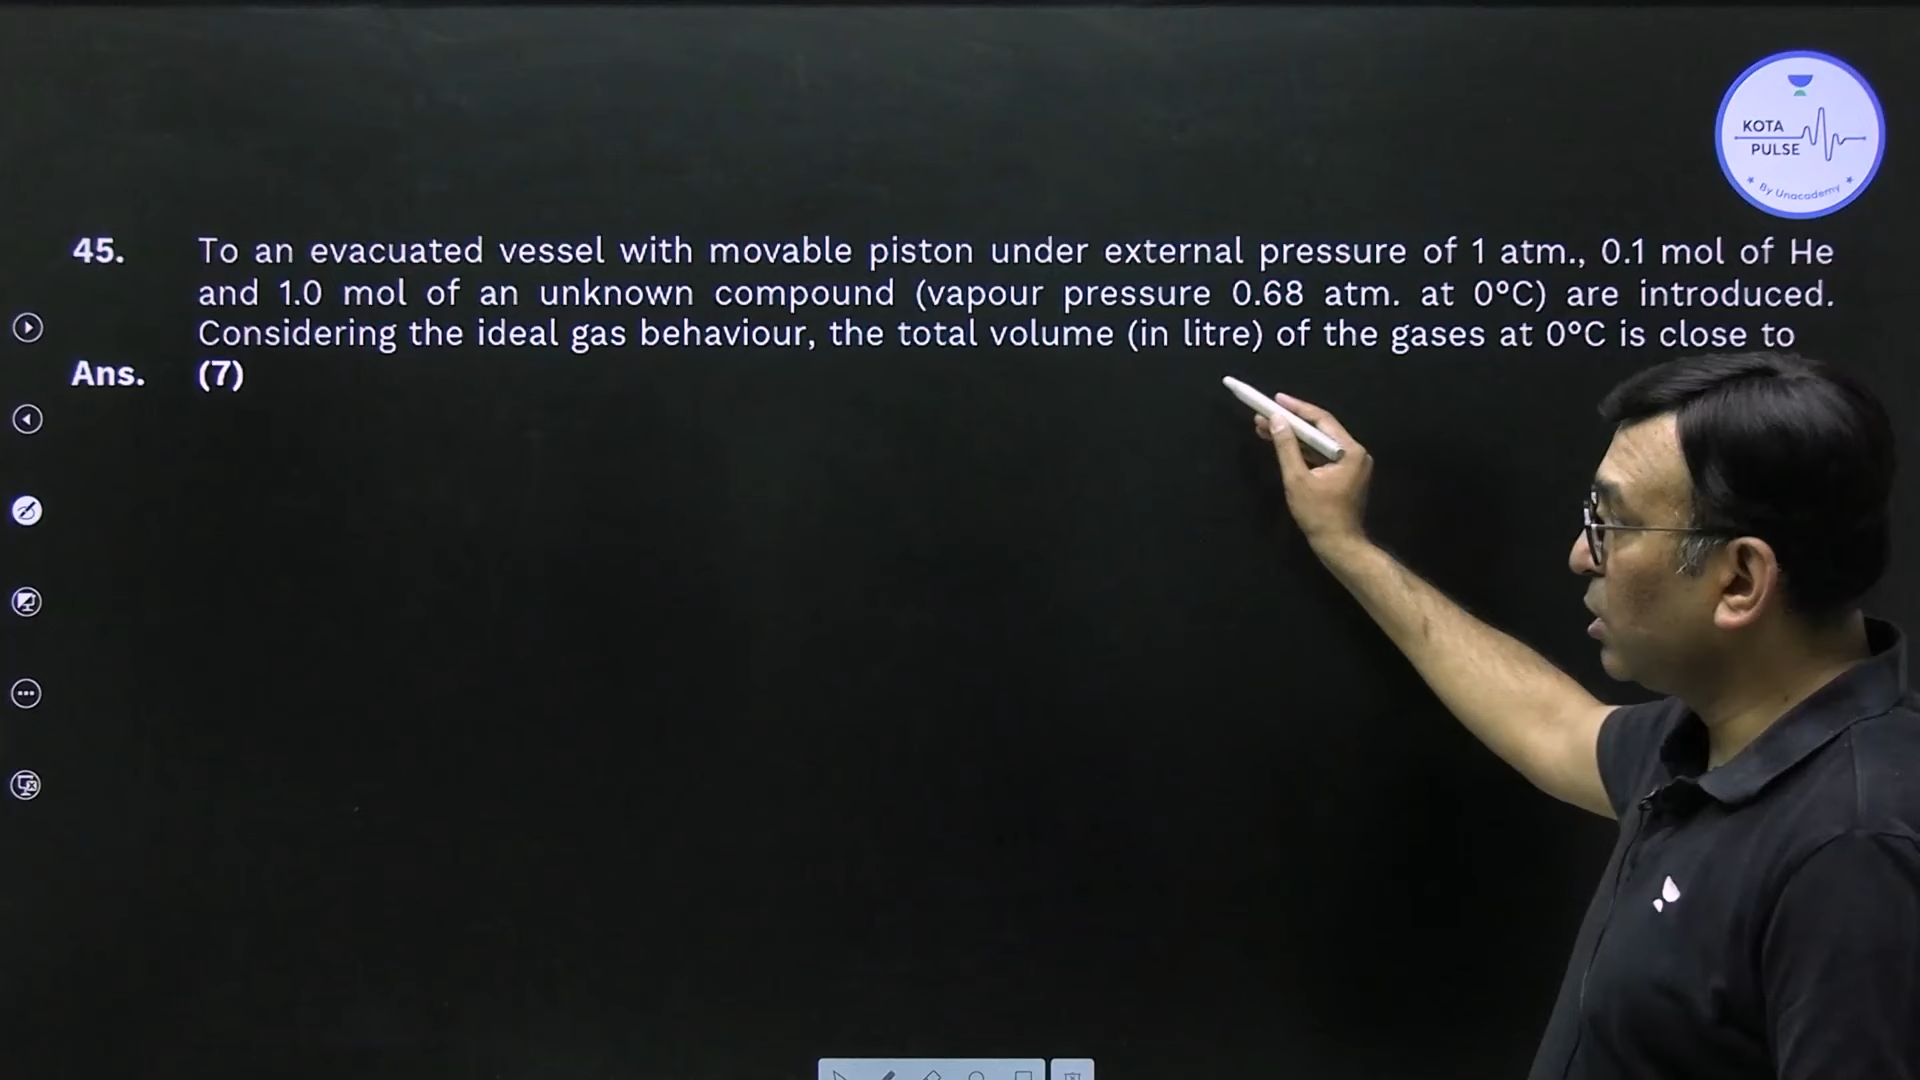 KOTA
PULSE
★ By Unacademy ★
45. To an evacuated vessel with movable piston under external pressure of 1 atm., 0.1 mol of He
and 1.0 mol of an unknown compound (vapour pressure 0.68 atm. at 0°C) are introduced.
Considering the ideal gas behaviour, the total volume (in litre) of the gases at 0°C is close to
Ans. (7)